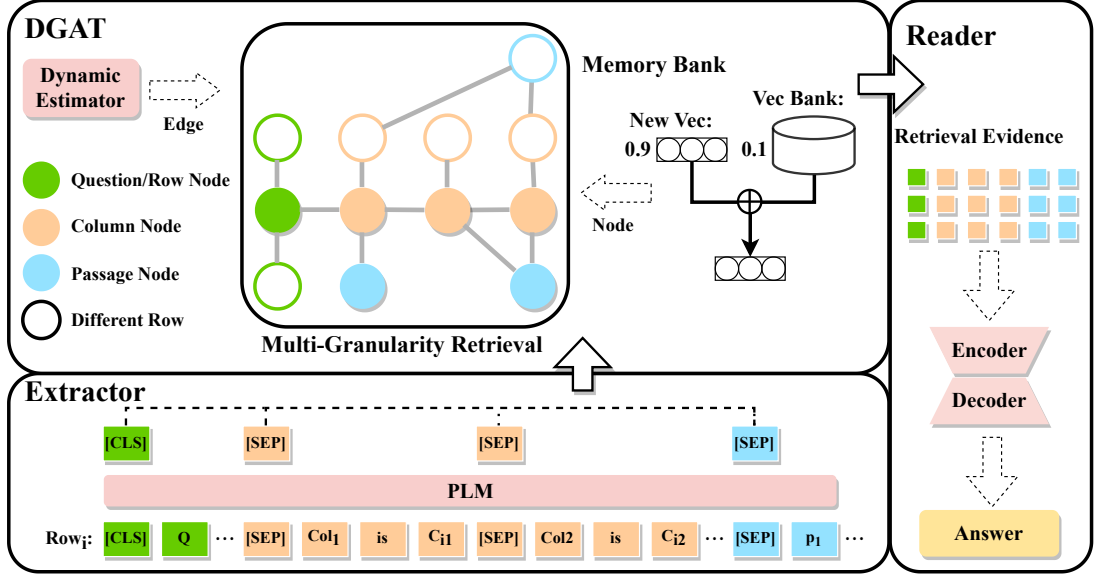 DGAT
Dynamic
Estimator
Edge
Question/Row Node
Column Node
Passage Node
Different Row
Multi-Granularity Retrieval
Memory Bank
Vec Bank:
New Vec:
0.9
0.1
Node
Extractor
[CLS] [SEP] [SEP] [SEP]
PLM
Rowi: [CLS] Q ... [SEP] Col1 is Ci1 [SEP] Col2 is Ci2 ... [SEP] p1 ...
Reader
Retrieval Evidence
Encoder
Decoder
Answer